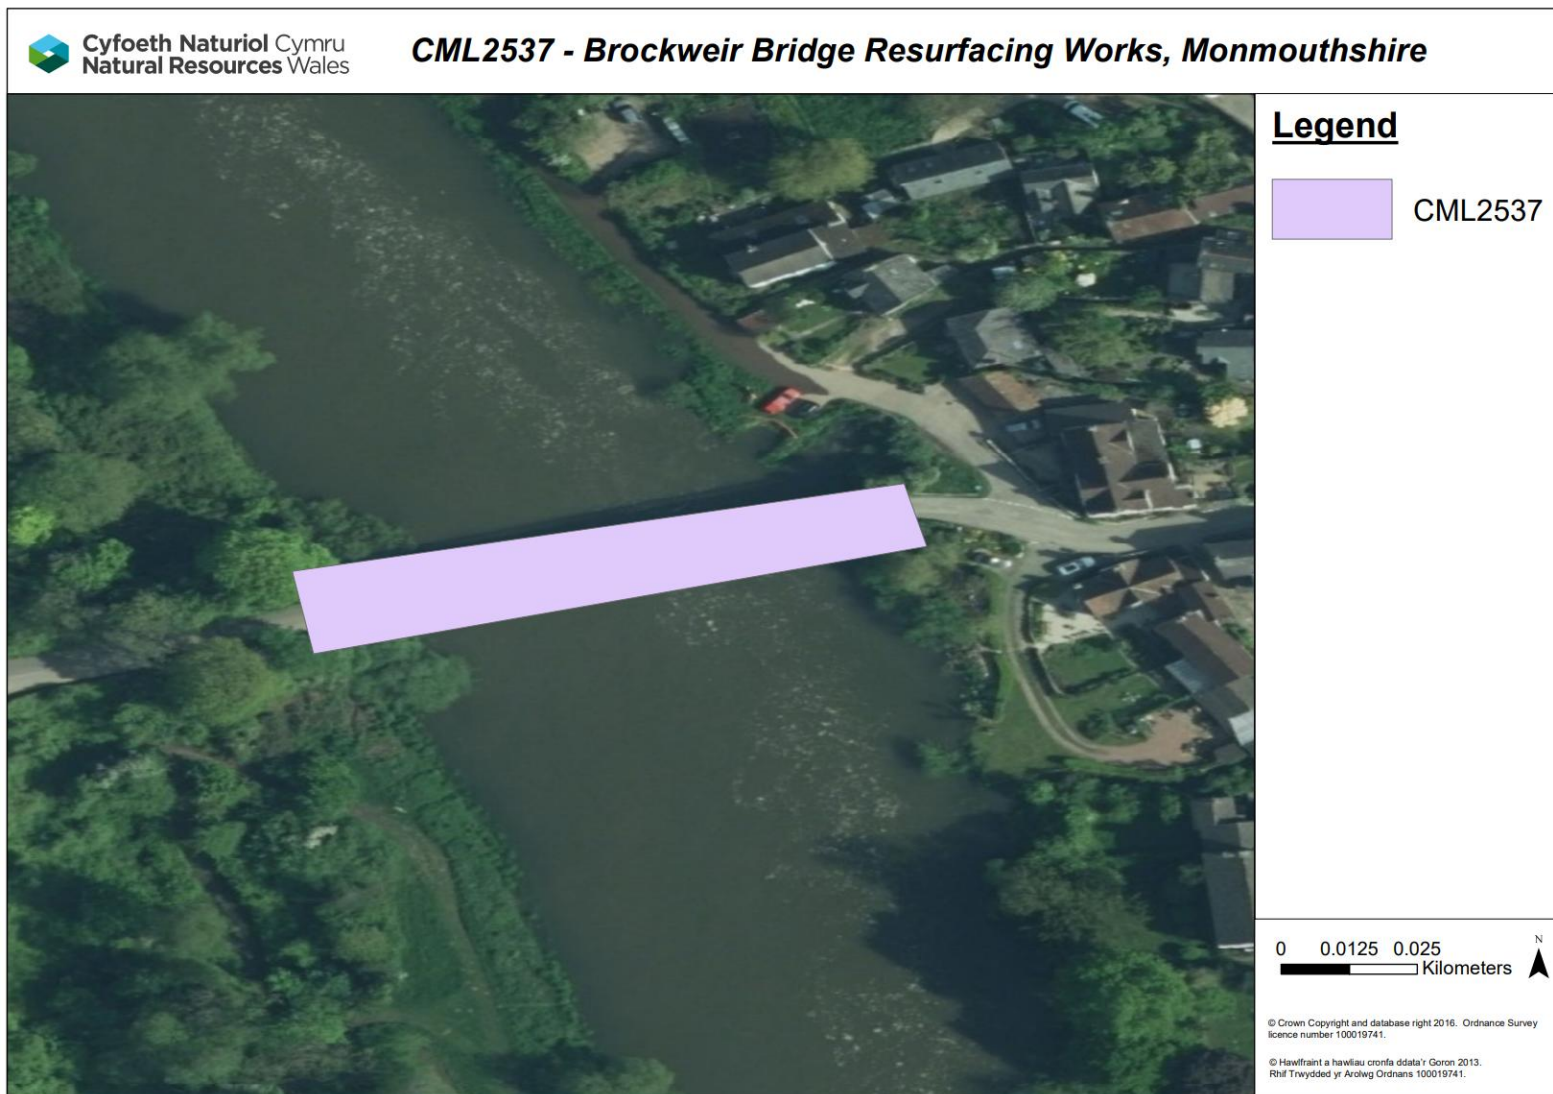 Cyfoeth Naturiol Cymru
Natural Resources Wales
CML2537 - Brockweir Bridge Resurfacing Works, Monmouthshire
Legend
CML2537
0 0.0125 0.025
Kilometers
N
© Crown Copyright and database right 2016. Ordnance Survey
licence number 100019741.
© Hawlfraint a hawliau cronfa ddata'r Goron 2013.
Rhif Trwydded yr Arolwg Ordnans 100019741.